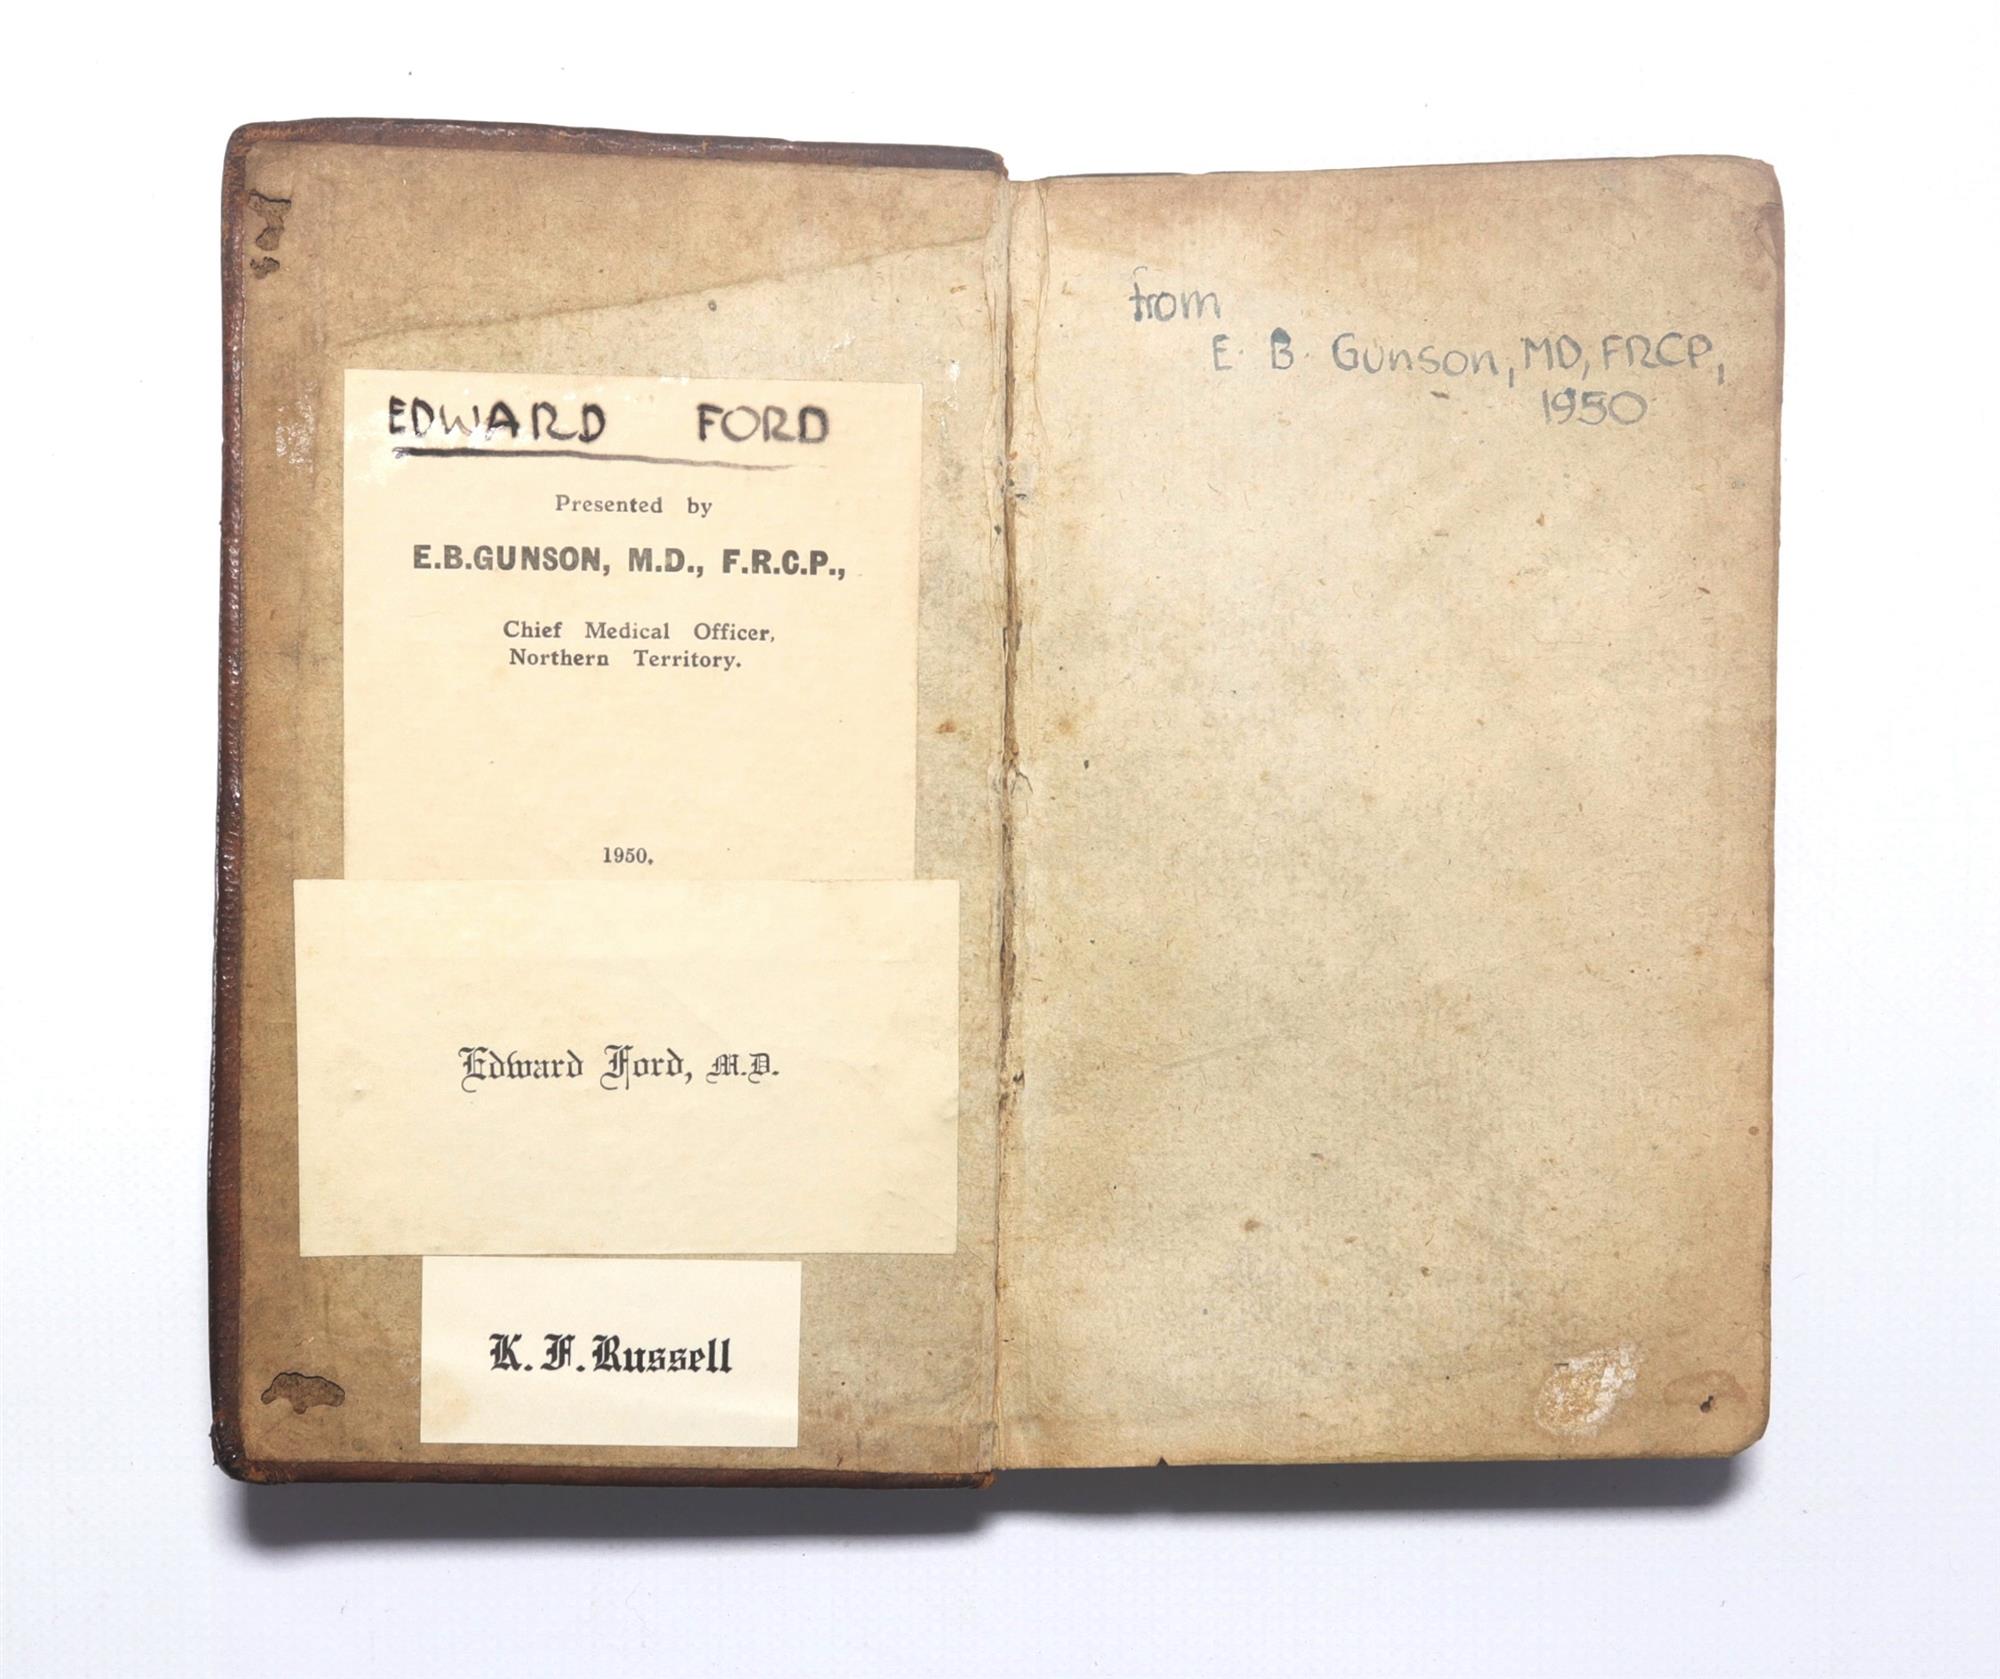 EDWARD FORD
Presented by
E.B.GUNSON, M.D., F.R.C.P.,
Chief Medical Officer,
Northern Territory.
1950.
Edward Ford, M.D.
K. F. Russell
from
E. B. Gunson, MD, FRCP,
1950